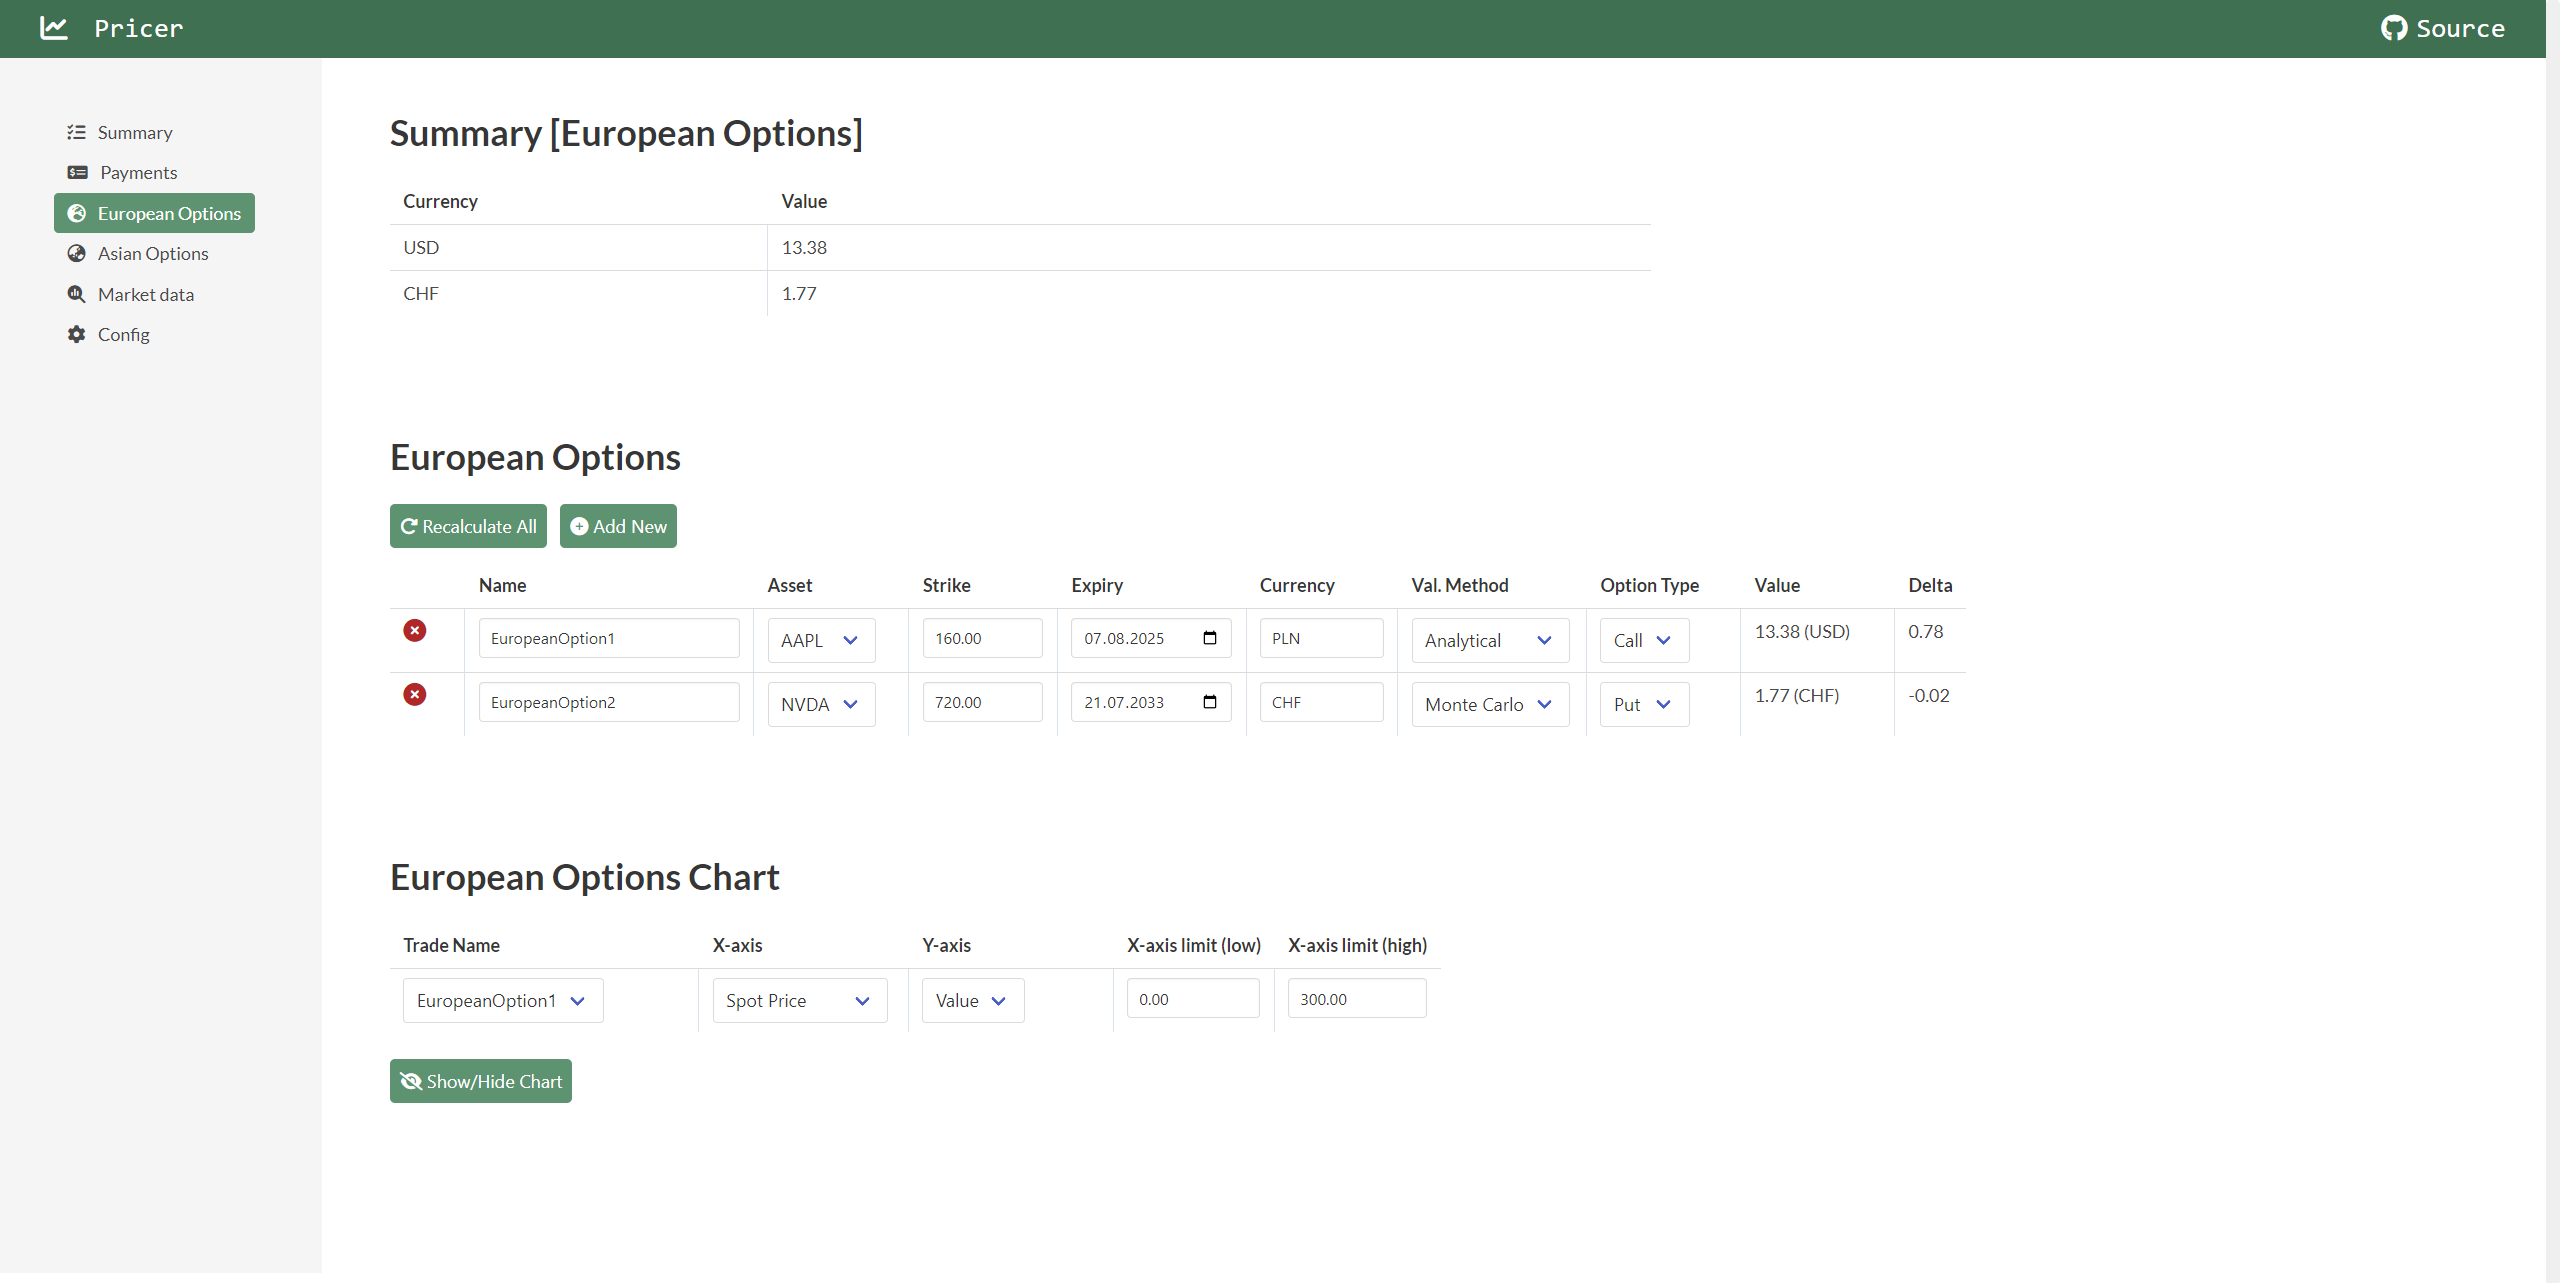 Pricer
Source
Summary
Payments
European Options
Asian Options
Market data
Config
Summary [European Options]
Currency Value
USD 13.38
CHF 1.77
European Options
Recalculate All Add New
Name Asset Strike Expiry Currency Val. Method Option Type Value Delta
EuropeanOption1 AAPL 160.00 07.08.2025 PLN Analytical Call 13.38 (USD) 0.78
EuropeanOption2 NVDA 720.00 21.07.2033 CHF Monte Carlo Put 1.77 (CHF) -0.02
European Options Chart
Trade Name X-axis Y-axis X-axis limit (low) X-axis limit (high)
EuropeanOption1 Spot Price Value 0.00 300.00
Show/Hide Chart